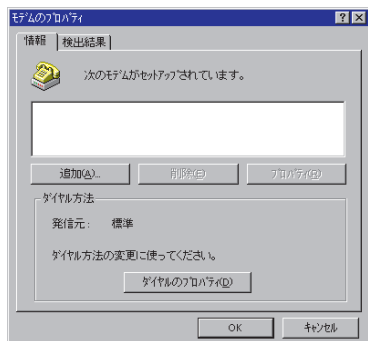 ﾓﾃﾞﾑのﾌﾟﾛﾊﾟﾃｨ
情報 検出結果
次のﾓﾃﾞﾑがｾｯﾄｱｯﾌﾟされています。
追加(A)... 削除(E) ﾌﾟﾛﾊﾟﾃｨ(R)
ﾀﾞｲﾔﾙ方法
発信元: 標準
ﾀﾞｲﾔﾙ方法の変更に使ってください。
ﾀﾞｲﾔﾙのﾌﾟﾛﾊﾟﾃｨ(D)
OK ｷｬﾝｾﾙ